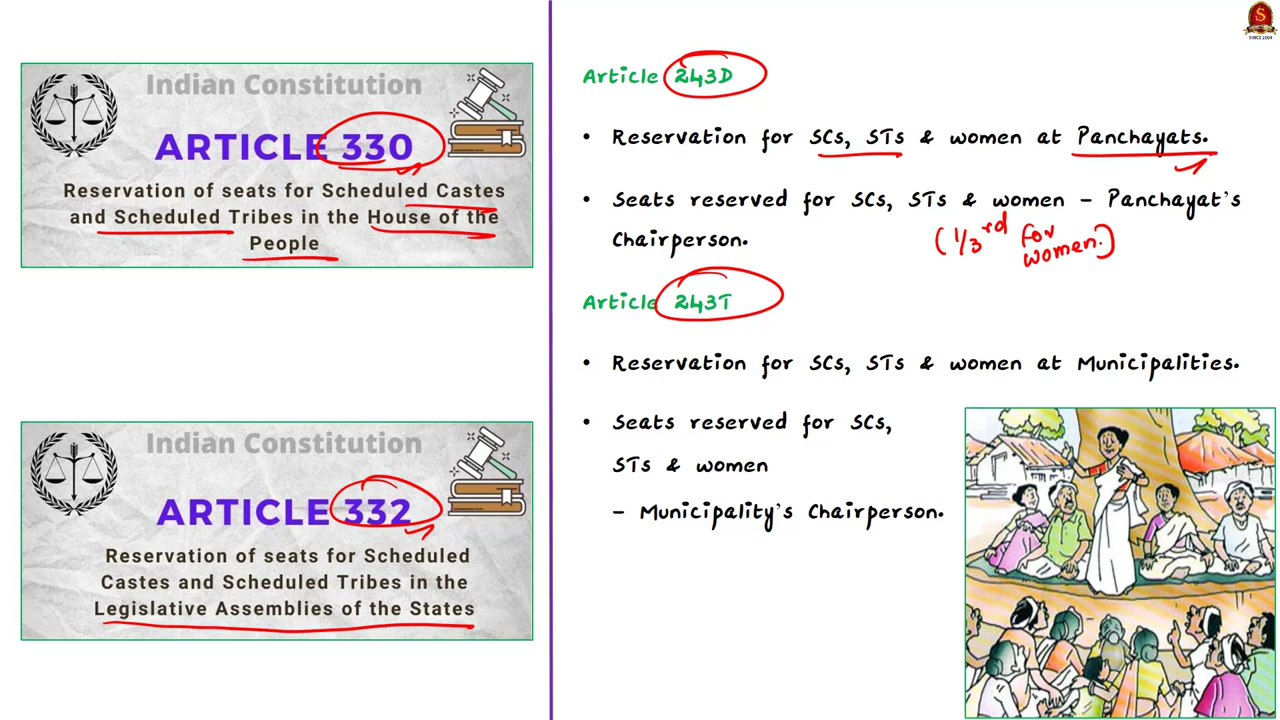 Indian Constitution
ARTICLE 330
Reservation of seats for Scheduled Castes
and Scheduled Tribes in the House of the
People
Indian Constitution
ARTICLE 332
Reservation of seats for Scheduled
Castes and Scheduled Tribes in the
Legislative Assemblies of the States
S
SINCE 2004
Article 243D
• Reservation for SCs, STs & women at Panchayats.
• Seats reserved for SCs, STs & women – Panchayat's
Chairperson.
(1/3rd for
women.)
Article 243T
• Reservation for SCs, STs & women at Municipalities.
• Seats reserved for SCs,
STs & women
– Municipality's Chairperson.